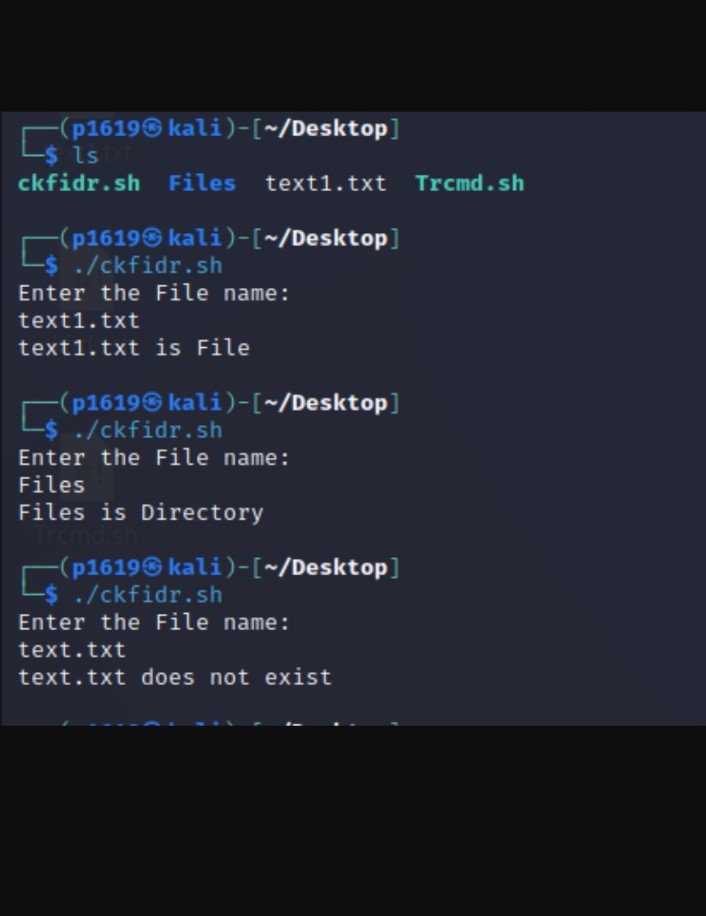 ┌──(p1619㉿kali)-[~/Desktop]
└─$ ls
ckfidr.sh  Files  text1.txt  Trcmd.sh
┌──(p1619㉿kali)-[~/Desktop]
└─$ ./ckfidr.sh
Enter the File name:
text1.txt
text1.txt is File
┌──(p1619㉿kali)-[~/Desktop]
└─$ ./ckfidr.sh
Enter the File name:
Files
Files is Directory
Trcmd.sh
┌──(p1619㉿kali)-[~/Desktop]
└─$ ./ckfidr.sh
Enter the File name:
text.txt
text.txt does not exist